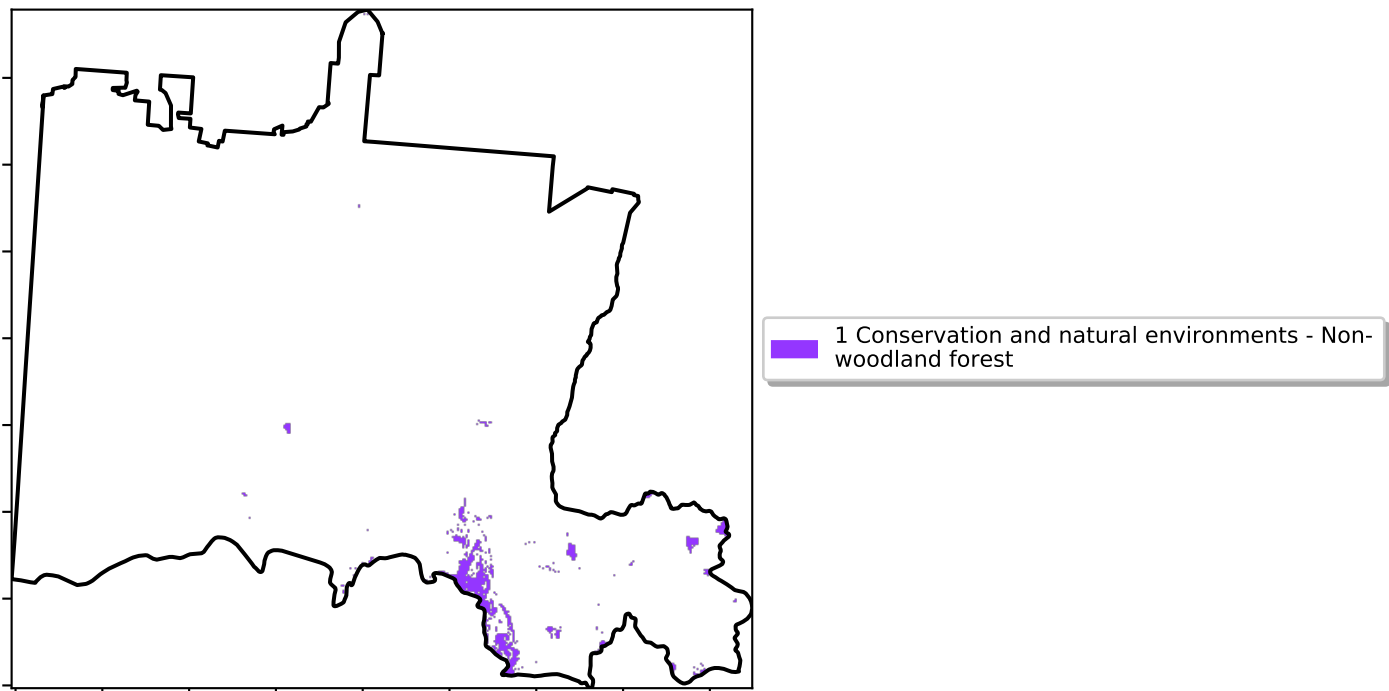 1 Conservation and natural environments - Non-
woodland forest